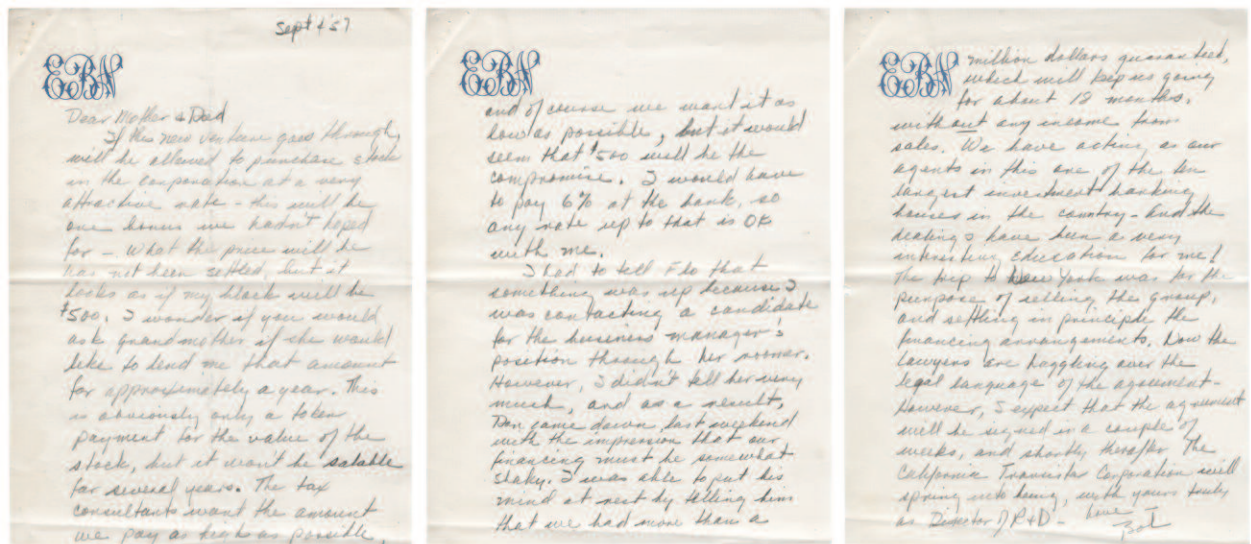 Sept 4 '57
EBN
Dear Mother & Dad
If this new venture goes through,
will be allowed to purchase stock
in the corporation at a very
attractive rate - this will be
one bonus we hadn't hoped
for -. What the price will be
has not been settled, but it
looks as if my block will be
$500. I wonder if you would
ask Grandmother if she would
like to lend me that amount
for approximately a year. This
is obviously only a token
payment for the value of the
stock, but it won't be salable
for several years. The tax
consultants want the amount
we pay as high as possible,
EBN
and of course we want it as
low as possible, but it would
seem that $500 will be the
compromise. I would have
to pay 6% at the bank, so
any rate up to that is OK
with me.
I had to tell Flo that
something was up because I
was contacting a candidate
for the business manager's
position through her roomer.
However, I didn't tell her very
much, and as a result,
Don came down last weekend
with the impression that our
financing must be somewhat
shaky. I was able to put his
mind at rest by telling him
that we had more than a
EBN
million dollars guaranteed,
which will keep us going
for about 18 months,
without any income from
sales. We have acting as our
agents in this one of the ten
largest investment banking
houses in the country - and the
dealings have been a very
interesting education for me!
The trip to New York was for the
purpose of selling the group,
and settling in principle the
financing arrangements. Now the
lawyers are haggling over the
legal language of the agreement -
However, I expect that the agreement
will be signed in a couple of
weeks, and shortly thereafter The
California Transistor Corporation will
spring into being, with yours truly
as Director of R & D - Love -
Bob